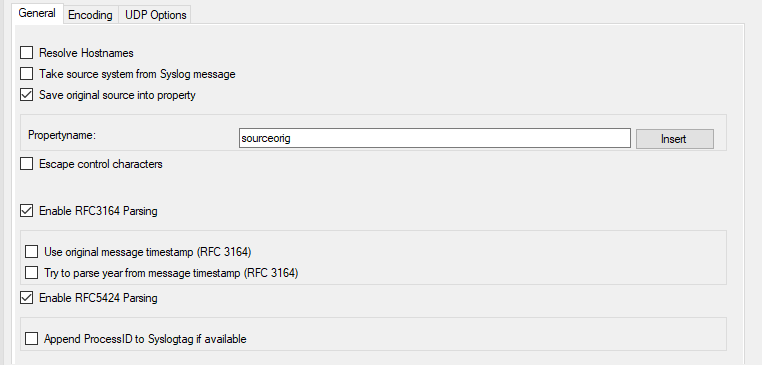 General Encoding UDP Options
Resolve Hostnames
Take source system from Syslog message
Save original source into property
Propertyname: sourceorig Insert
Escape control characters
Enable RFC3164 Parsing
Use original message timestamp (RFC 3164)
Try to parse year from message timestamp (RFC 3164)
Enable RFC5424 Parsing
Append ProcessID to Syslogtag if available